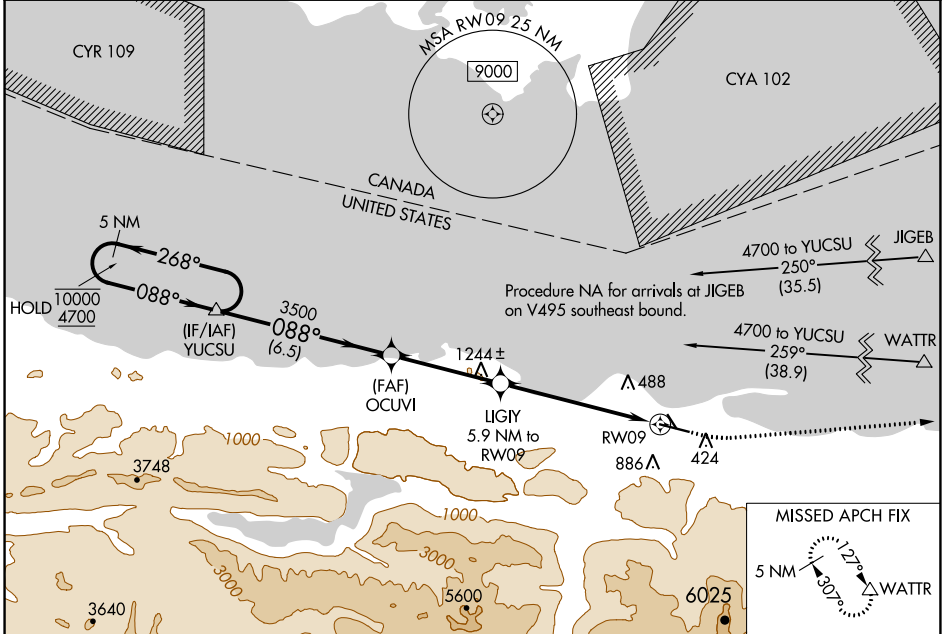 CYR 109
MSA RW09 25 NM
9000
CYA 102
CANADA
UNITED STATES
5 NM
268°
088°
HOLD
10000
4700
(IF/IAF)
YUCSU
3500
088°
(6.5)
(FAF)
OCUVI
1244 ±
LIGIY
5.9 NM to
RW09
Procedure NA for arrivals at JIGEB
on V495 southeast bound.
4700 to YUCSU
250°
(35.5)
JIGEB
4700 to YUCSU
259°
(38.9)
WATTR
488
RW09
886
424
1000
3748
1000
3000
3000
3640
5600
6025
MISSED APCH FIX
5 NM
127°
307°
WATTR